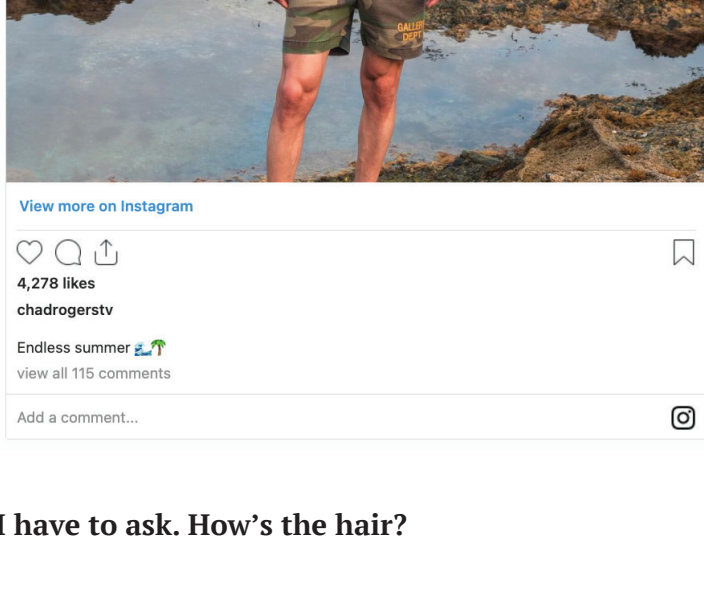 GALLERY
DEPT
View more on Instagram
4,278 likes
chadrogerstv
Endless summer 🌊🌴
view all 115 comments
Add a comment...
I have to ask. How’s the hair?